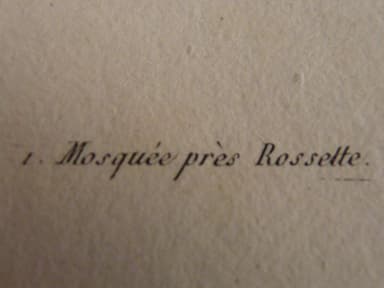 1. Mosquée près Rossette.